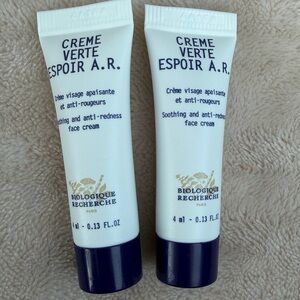 CREME
VERTE
ESPOIR A.R.
Crème visage apaisante
et anti-rougeurs
Soothing and anti-redness
face cream
BIOLOGIQUE
RECHERCHE
PARIS
4 ml - 0.13 FL.OZ
CREME
VERTE
ESPOIR A.R.
Crème visage apaisante
et anti-rougeurs
Soothing and anti-redness
face cream
BIOLOGIQUE
RECHERCHE
PARIS
4 ml - 0.13 FL.OZ